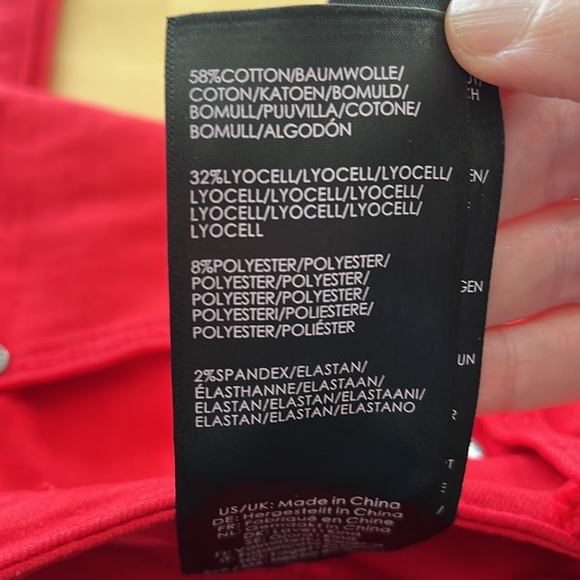 58%COTTON/BAUMWOLLE/
COTON/KATOEN/BOMULD/
BOMULL/PUUVILLA/COTONE/
BOMULL/ALGODÓN
32%LYOCELL/LYOCELL/LYOCELL/
LYOCELL/LYOCELL/LYOCELL/
LYOCELL/LYOCELL/LYOCELL/
LYOCELL
8%POLYESTER/POLYESTER/
POLYESTER/POLYESTER/
POLYESTER/POLYESTER/
POLYESTERI/POLIESTERE/
POLYESTER/POLIÉSTER
2%SPANDEX/ELASTAN/
ÉLASTHANNE/ELASTAAN/
ELASTAN/ELASTAN/ELASTAANI/
ELASTAN/ELASTAN/ELASTANO
US/UK: Made in China
DE: Hergestellt in China
FR: Fabriqué en Chine
NL: